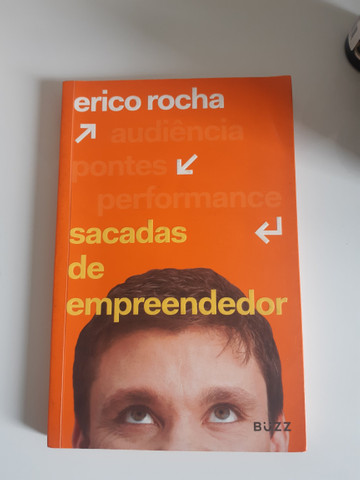 erico rocha
audiência
pontes
performance
sacadas
de
empreendedor
BUZZ